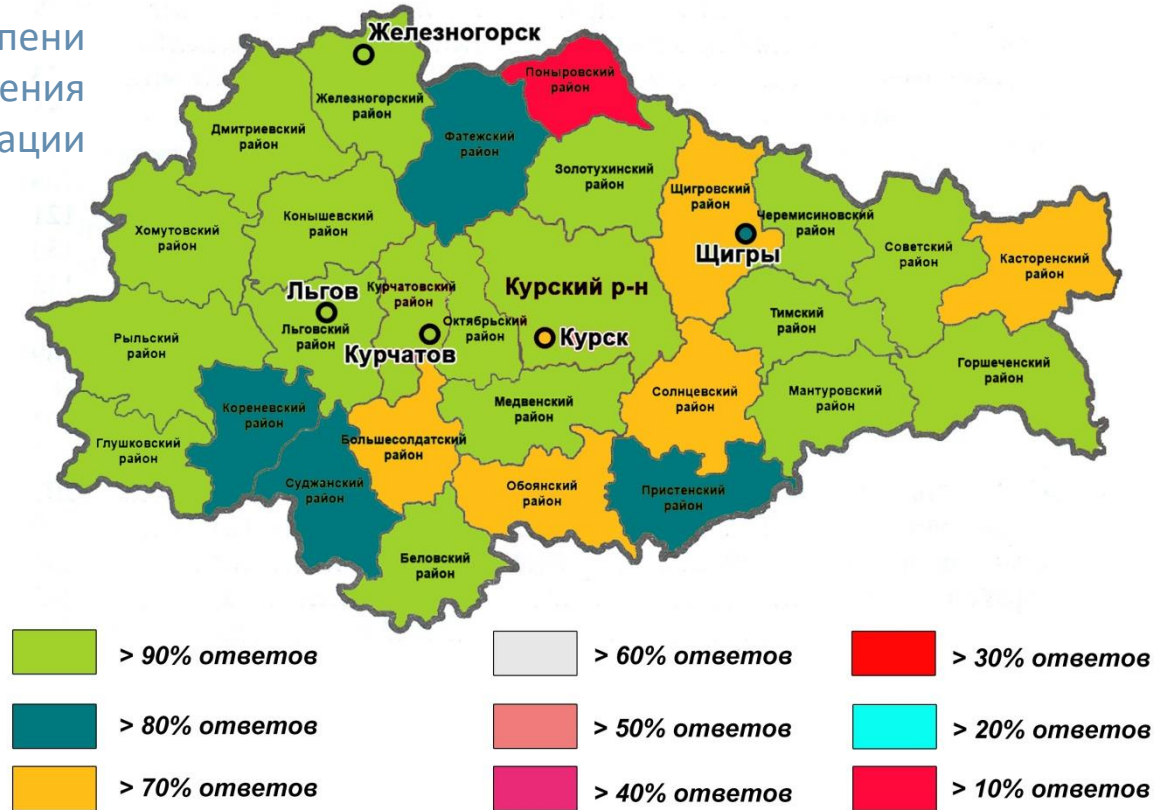 пени
ения
ации
Железногорск
Поныровский
район
Железногорский
район
Дмитриевский
район
Фатежский
район
Золотухинский
район
Щигровский
район
Хомутовский
район
Конышевский
район
Черемисиновский
район
Щигры
Советский
район
Касторенский
район
Льгов
Курчатовский
район
Курский р-н
Рыльский
район
Льговский
район
Октябрьский
район
Тимский
район
Курчатов
Курск
Горшеченский
район
Кореневский
район
Медвенский
район
Солнцевский
район
Мантуровский
район
Глушковский
район
Большесолдатский
район
Суджанский
район
Обоянский
район
Пристенский
район
Беловский
район
> 90% ответов
> 60% ответов
> 30% ответов
> 80% ответов
> 50% ответов
> 20% ответов
> 70% ответов
> 40% ответов
> 10% ответов